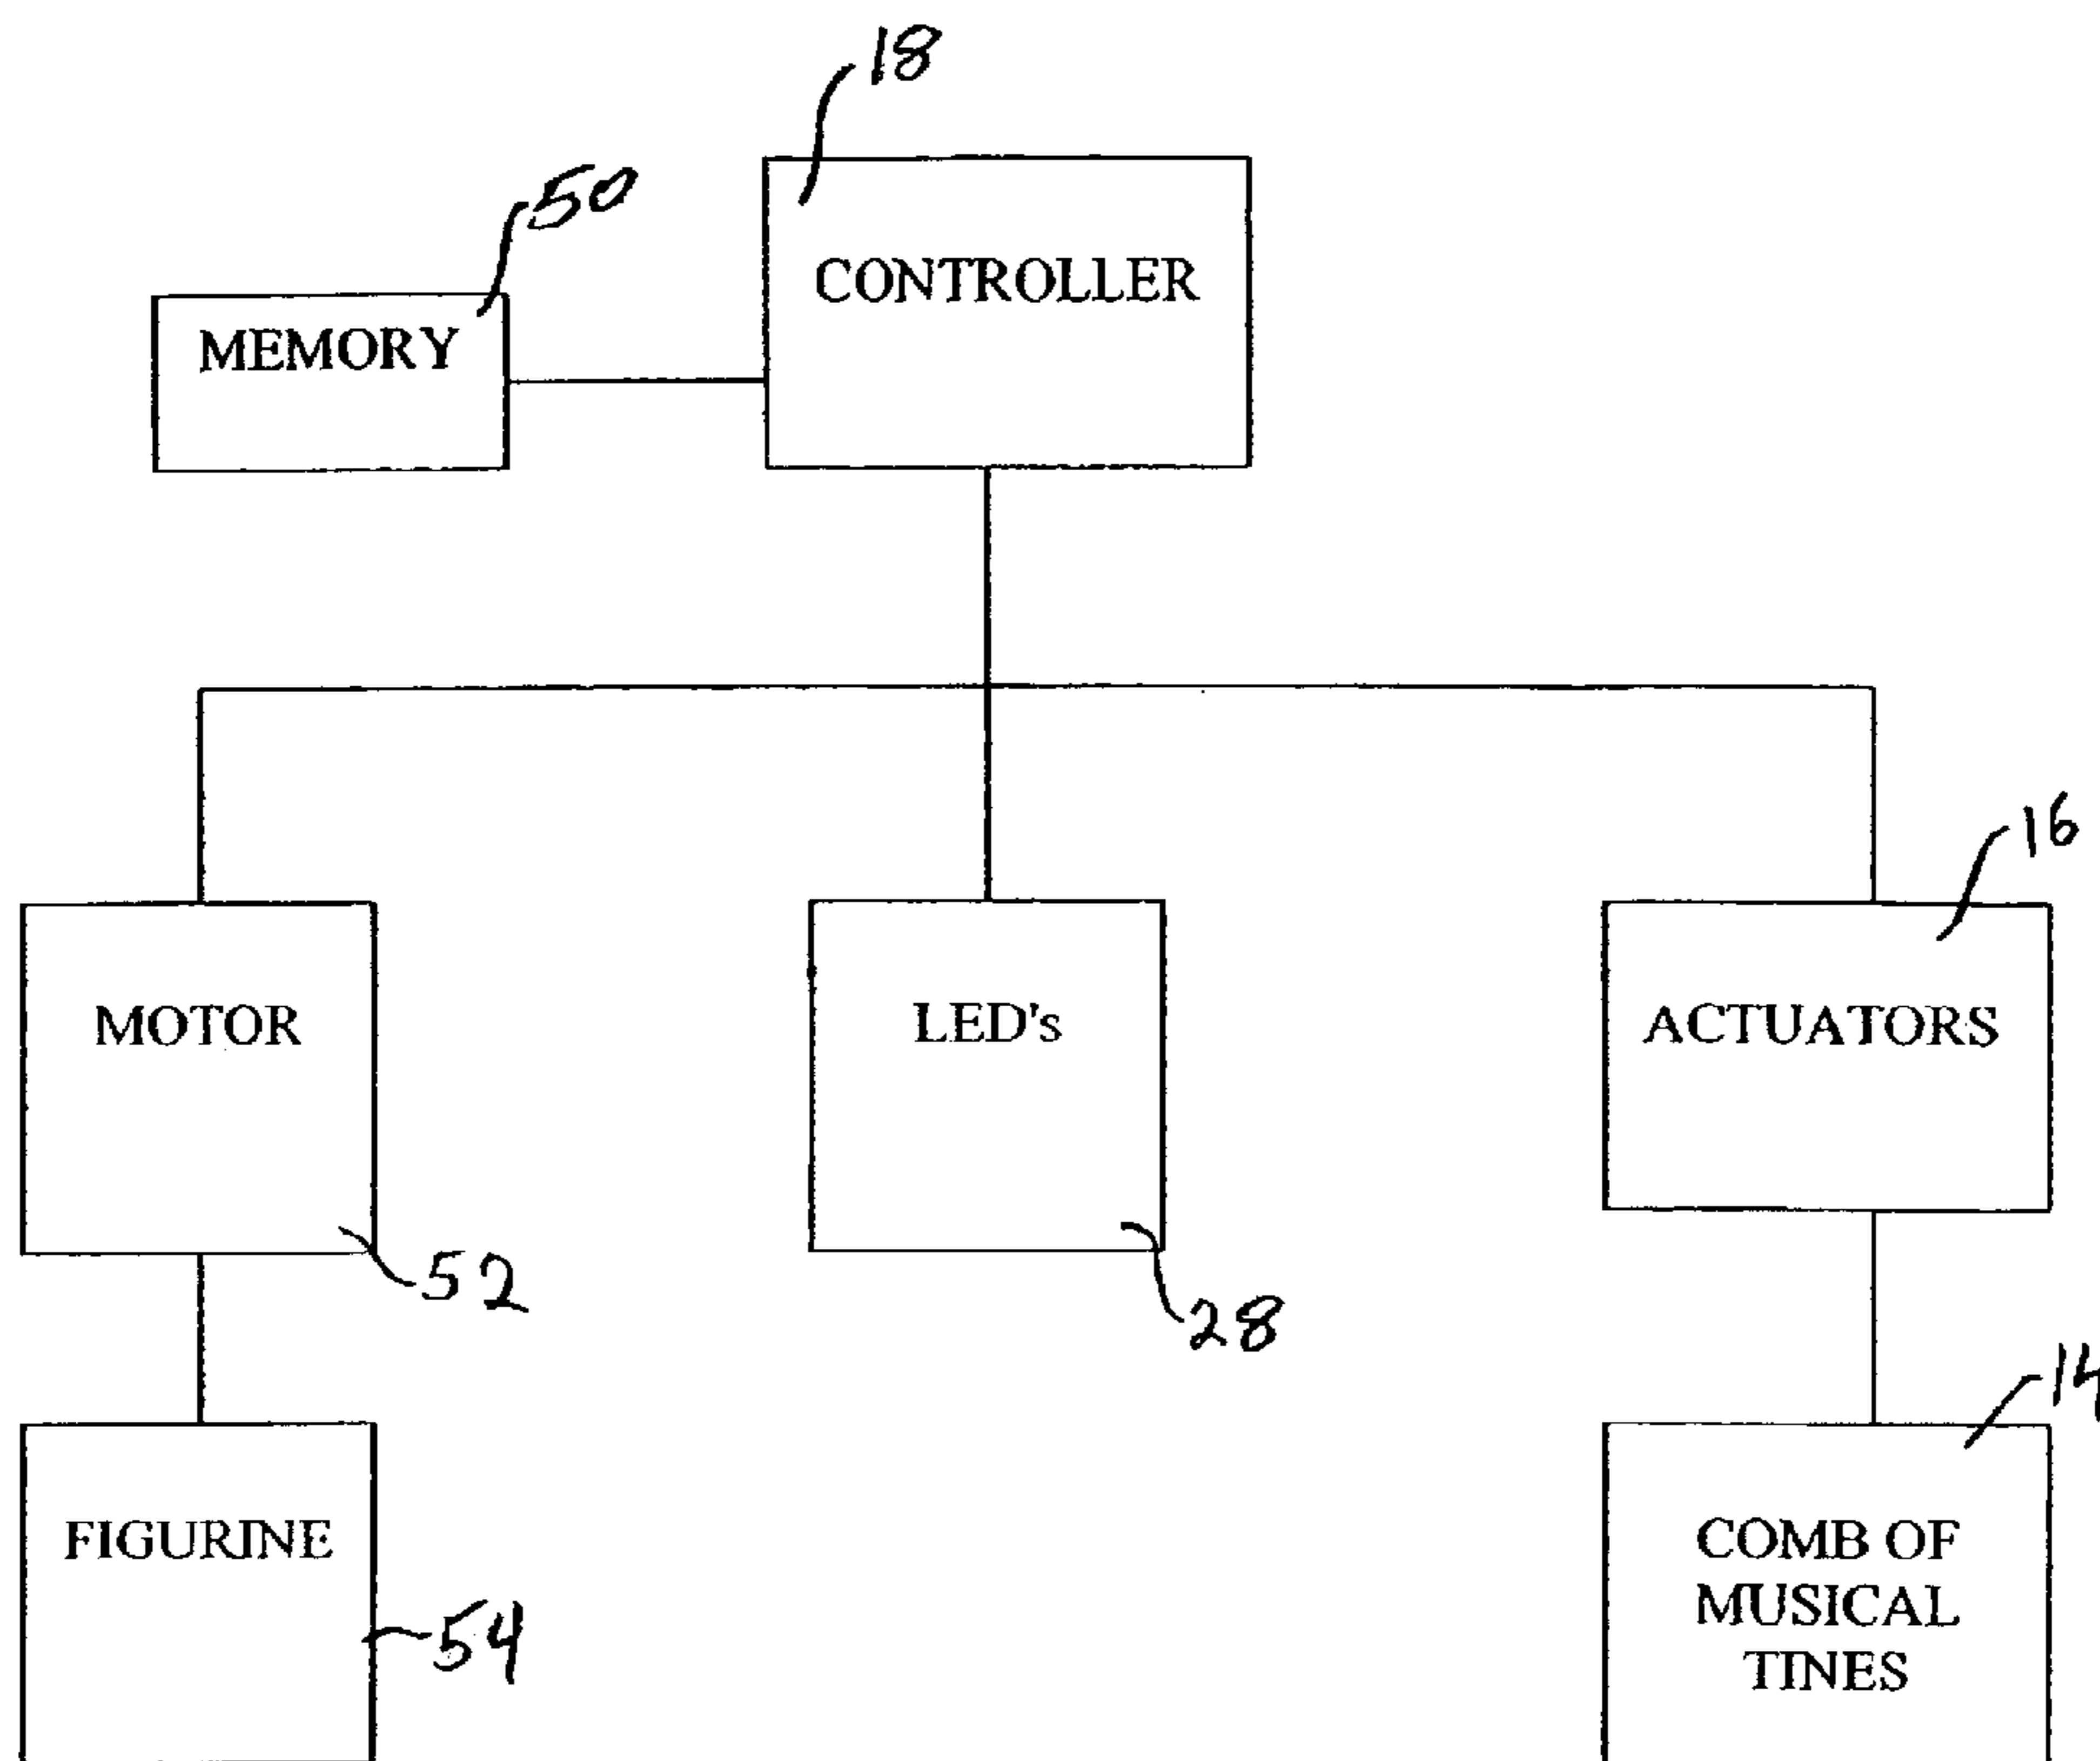 18
50
CONTROLLER
MEMORY
16
MOTOR
LED's
ACTUATORS
52
28
14
FIGURINE
COMB OF
MUSICAL
TINES
54